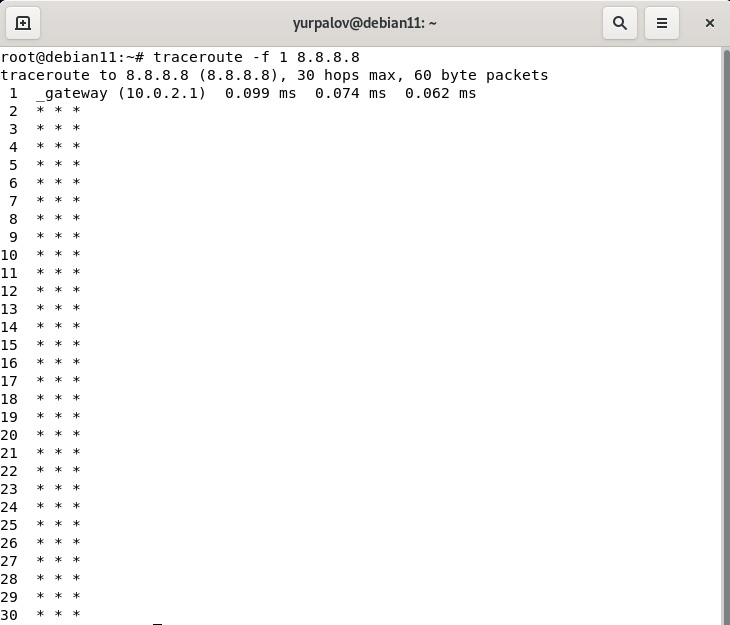 yurpalov@debian11: ~
root@debian11:~# traceroute -f 1 8.8.8.8
traceroute to 8.8.8.8 (8.8.8.8), 30 hops max, 60 byte packets
 1  _gateway (10.0.2.1)  0.099 ms  0.074 ms  0.062 ms
 2  * * *
 3  * * *
 4  * * *
 5  * * *
 6  * * *
 7  * * *
 8  * * *
 9  * * *
10  * * *
11  * * *
12  * * *
13  * * *
14  * * *
15  * * *
16  * * *
17  * * *
18  * * *
19  * * *
20  * * *
21  * * *
22  * * *
23  * * *
24  * * *
25  * * *
26  * * *
27  * * *
28  * * *
29  * * *
30  * * *